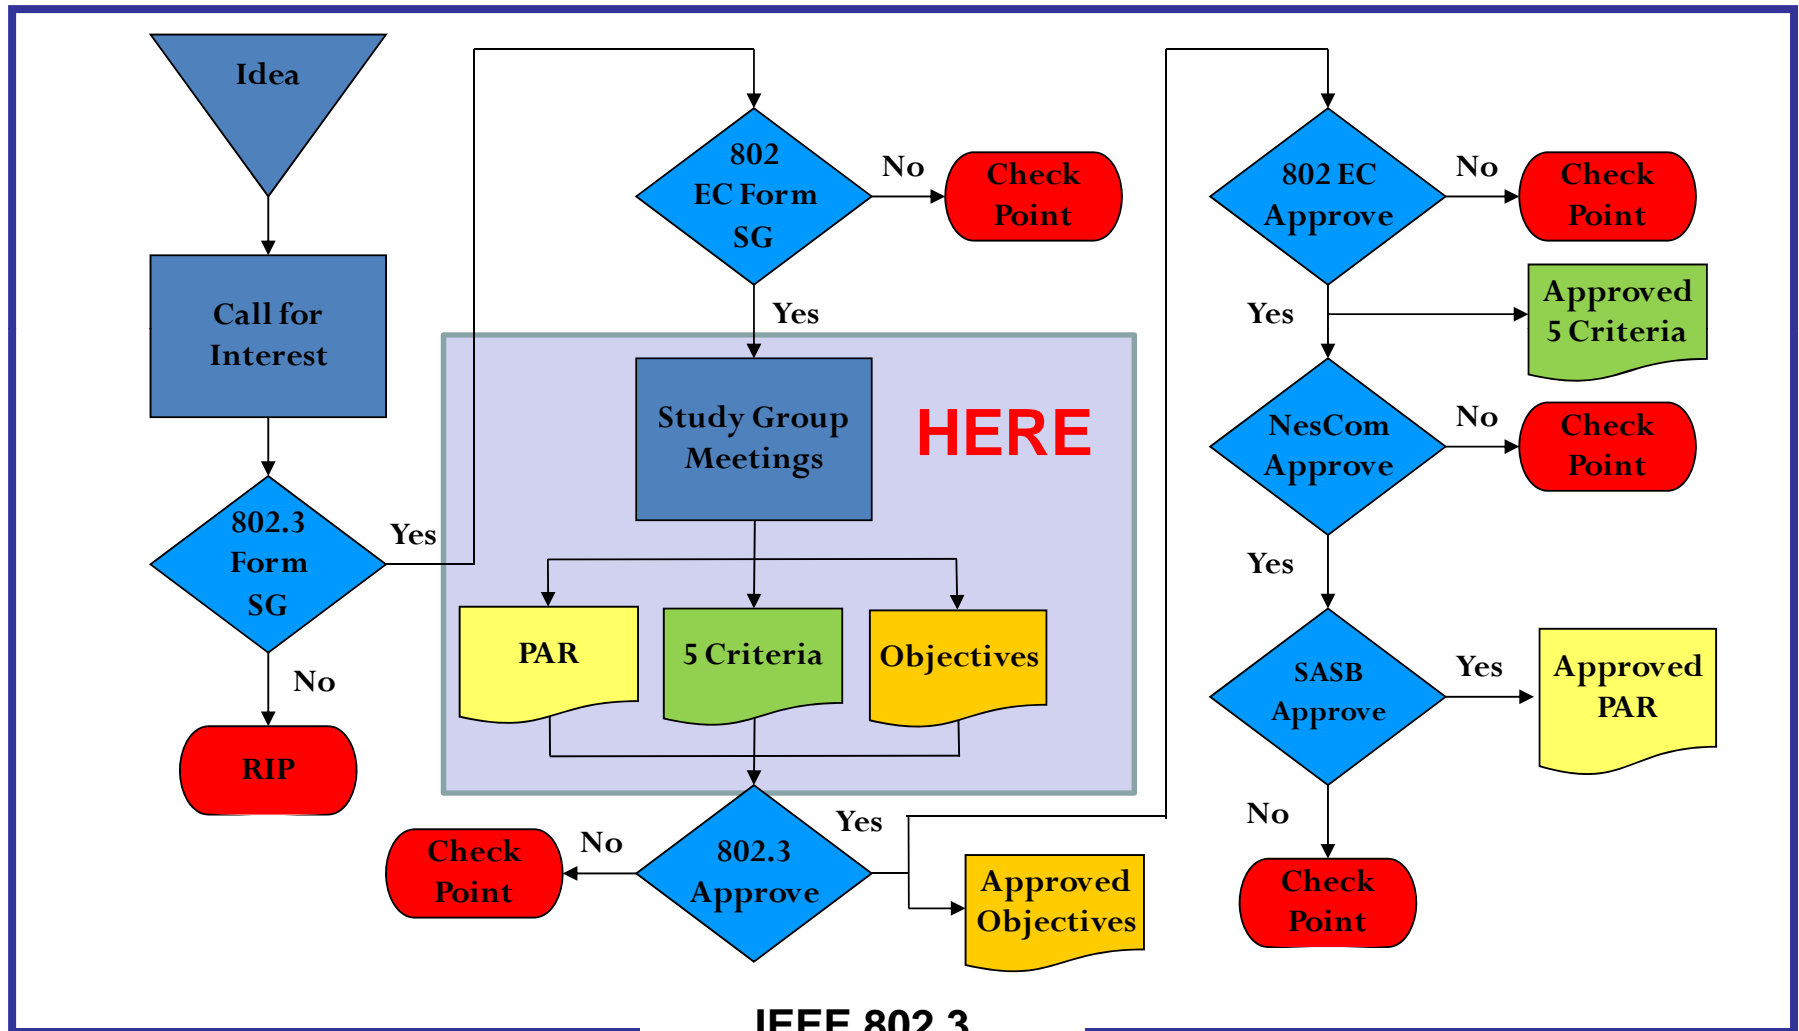 Idea
Call for
Interest
802.3
Form
SG
Yes
No
RIP
802
EC Form
SG
No
Check
Point
Yes
Study Group
Meetings
HERE
PAR
5 Criteria
Objectives
802.3
Approve
No
Check
Point
Yes
Approved
Objectives
802 EC
Approve
No
Check
Point
Yes
Approved
5 Criteria
NesCom
Approve
No
Check
Point
Yes
SASB
Approve
Yes
Approved
PAR
No
Check
Point
IEEE 802.3